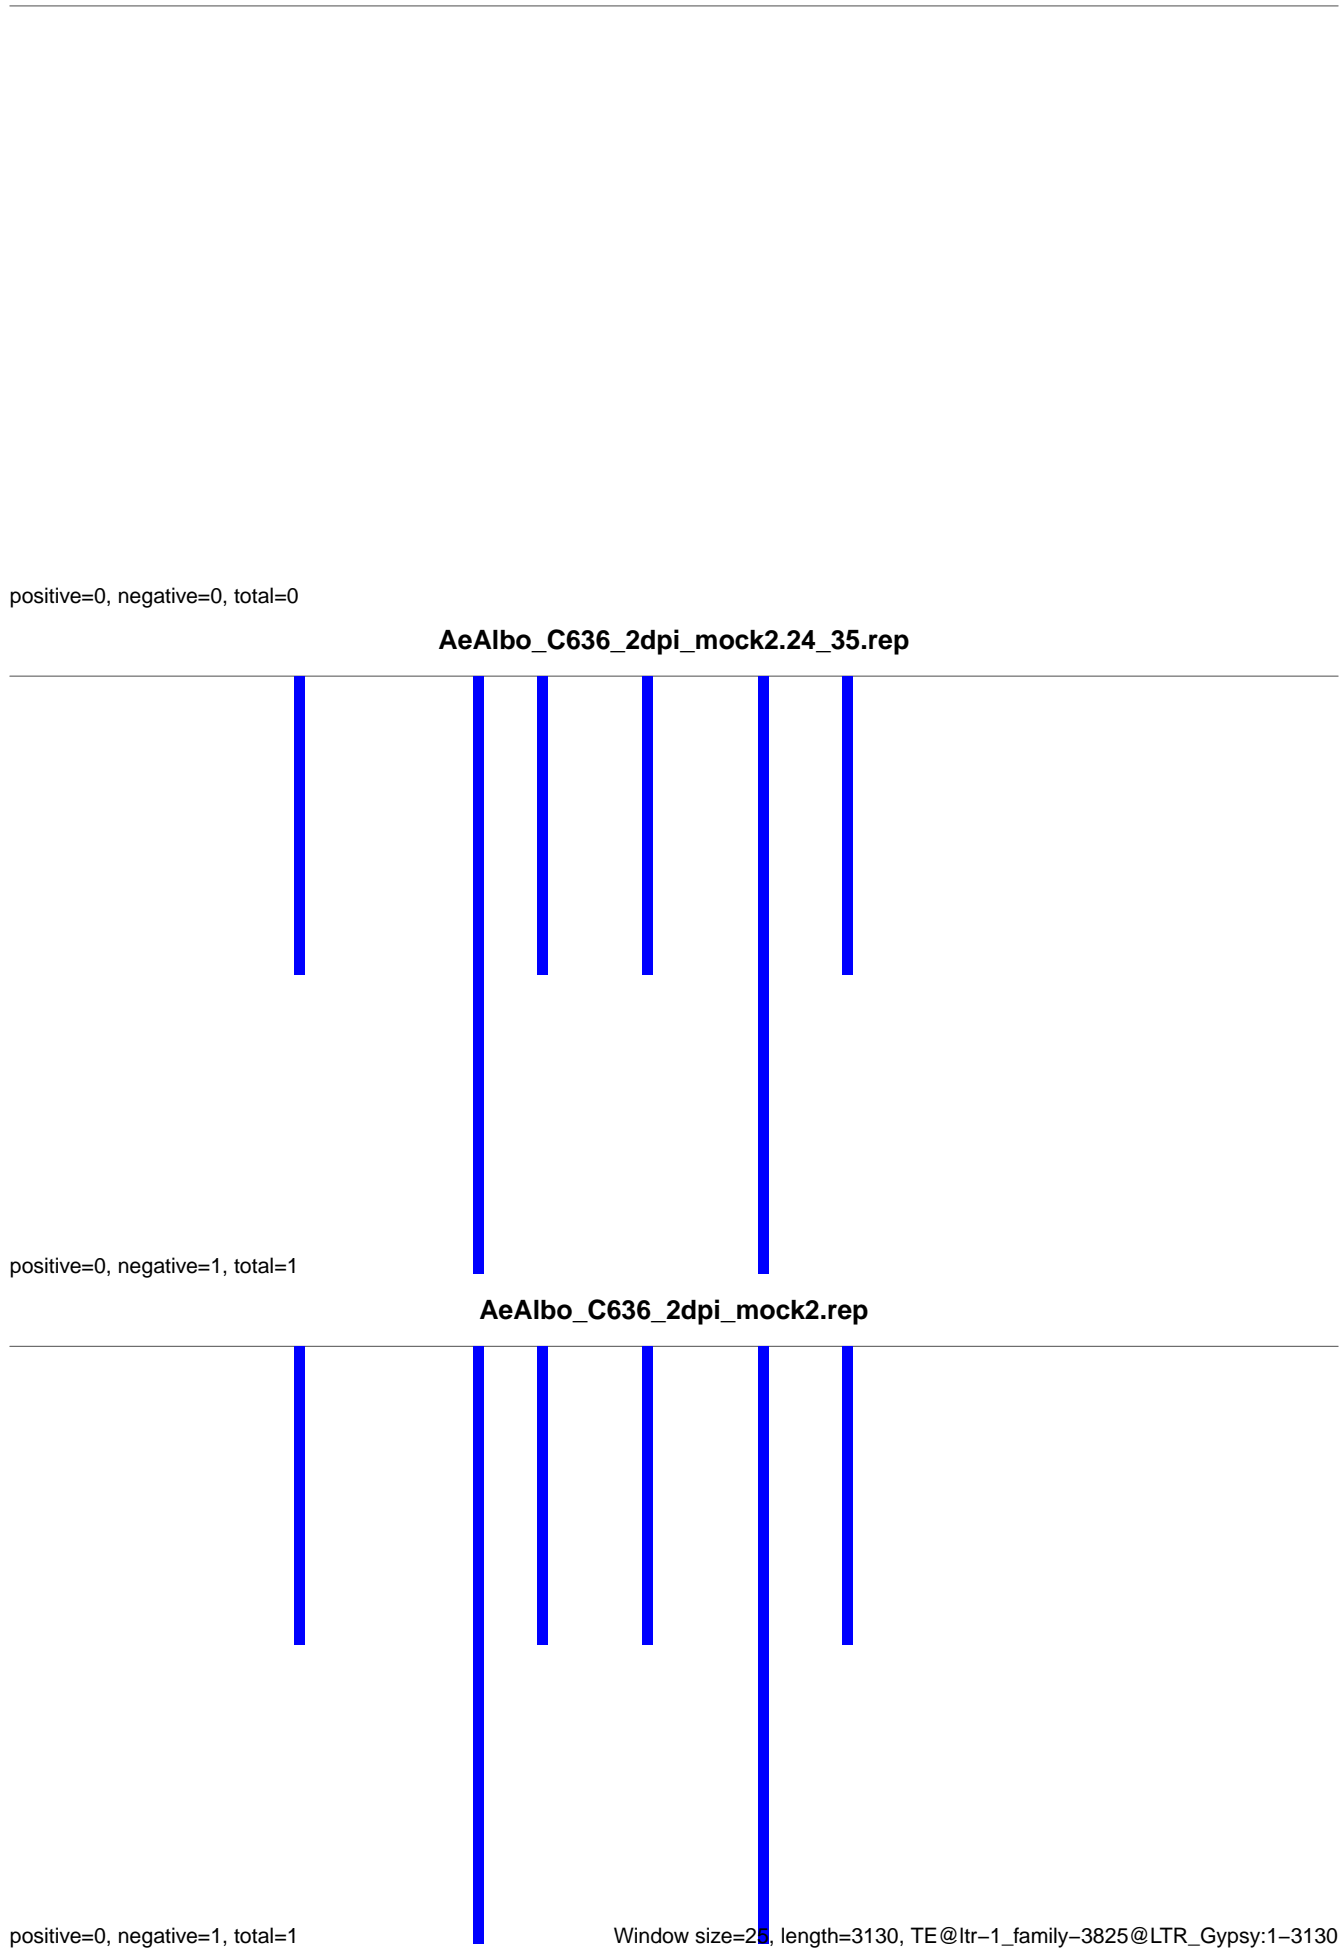 positive=0, negative=0, total=0
AeAlbo_C636_2dpi_mock2.24_35.rep
positive=0, negative=1, total=1
AeAlbo_C636_2dpi_mock2.rep
positive=0, negative=1, total=1
Window size=25, length=3130, TE@ltr−1_family−3825@LTR_Gypsy:1−3130